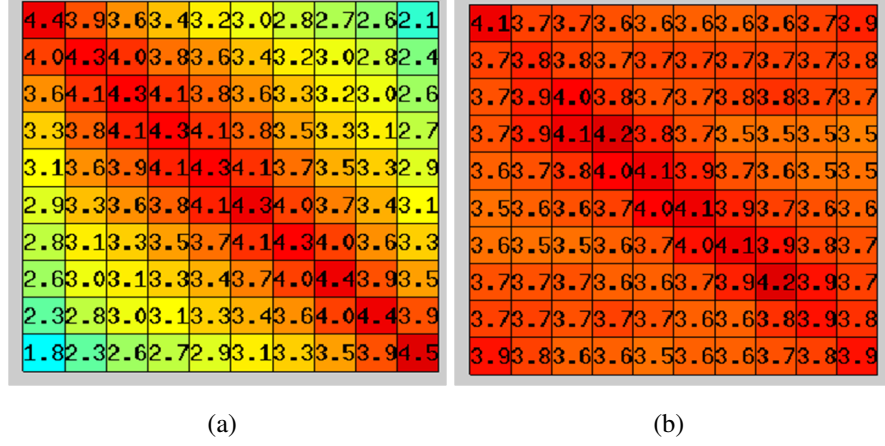 4.4 3.9 3.6 3.4 3.2 3.0 2.8 2.7 2.6 2.1
4.0 4.3 4.0 3.8 3.6 3.4 3.2 3.0 2.8 2.4
3.6 4.1 4.3 4.1 3.8 3.6 3.3 3.2 3.0 2.6
3.3 3.8 4.1 4.3 4.1 3.8 3.5 3.3 3.1 2.7
3.1 3.6 3.9 4.1 4.3 4.1 3.7 3.5 3.3 2.9
2.9 3.3 3.6 3.8 4.1 4.3 4.0 3.7 3.4 3.1
2.8 3.1 3.3 3.5 3.7 4.1 4.3 4.0 3.6 3.3
2.6 3.0 3.1 3.3 3.4 3.7 4.0 4.4 3.9 3.5
2.3 2.8 3.0 3.1 3.3 3.4 3.6 4.0 4.4 3.9
1.8 2.3 2.6 2.7 2.9 3.1 3.3 3.5 3.9 4.5
(a)
4.1 3.7 3.7 3.6 3.6 3.6 3.6 3.6 3.7 3.9
3.7 3.8 3.8 3.7 3.7 3.7 3.7 3.7 3.7 3.8
3.7 3.9 4.0 3.8 3.7 3.7 3.8 3.8 3.7 3.7
3.7 3.9 4.1 4.2 3.8 3.7 3.5 3.5 3.5 3.5
3.6 3.7 3.8 4.0 4.1 3.9 3.7 3.6 3.5 3.5
3.5 3.6 3.6 3.7 4.0 4.1 3.9 3.7 3.6 3.6
3.6 3.5 3.5 3.6 3.7 4.0 4.1 3.9 3.8 3.7
3.7 3.7 3.7 3.6 3.6 3.7 3.9 4.2 3.9 3.7
3.7 3.7 3.7 3.7 3.7 3.6 3.6 3.8 3.9 3.8
3.9 3.8 3.6 3.6 3.5 3.6 3.6 3.7 3.8 3.9
(b)